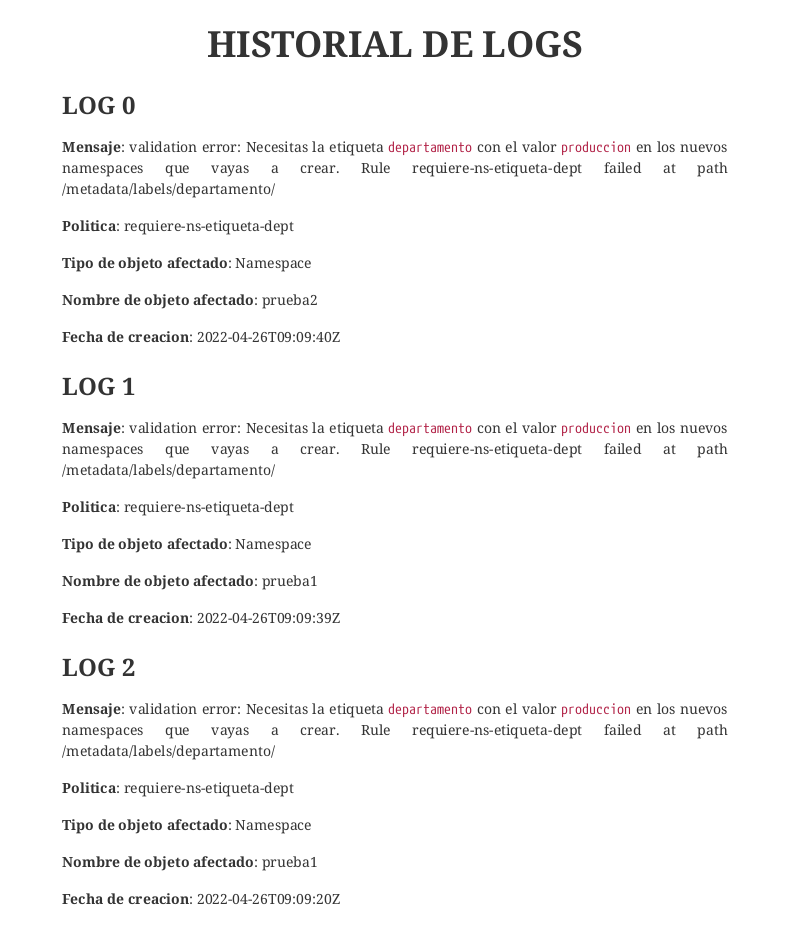 HISTORIAL DE LOGS
LOG 0
Mensaje: validation error: Necesitas la etiqueta departamento con el valor produccion en los nuevos
namespaces que vayas a crear. Rule requiere-ns-etiqueta-dept failed at path
/metadata/labels/departamento/
Politica: requiere-ns-etiqueta-dept
Tipo de objeto afectado: Namespace
Nombre de objeto afectado: prueba2
Fecha de creacion: 2022-04-26T09:09:40Z
LOG 1
Mensaje: validation error: Necesitas la etiqueta departamento con el valor produccion en los nuevos
namespaces que vayas a crear. Rule requiere-ns-etiqueta-dept failed at path
/metadata/labels/departamento/
Politica: requiere-ns-etiqueta-dept
Tipo de objeto afectado: Namespace
Nombre de objeto afectado: prueba1
Fecha de creacion: 2022-04-26T09:09:39Z
LOG 2
Mensaje: validation error: Necesitas la etiqueta departamento con el valor produccion en los nuevos
namespaces que vayas a crear. Rule requiere-ns-etiqueta-dept failed at path
/metadata/labels/departamento/
Politica: requiere-ns-etiqueta-dept
Tipo de objeto afectado: Namespace
Nombre de objeto afectado: prueba1
Fecha de creacion: 2022-04-26T09:09:20Z